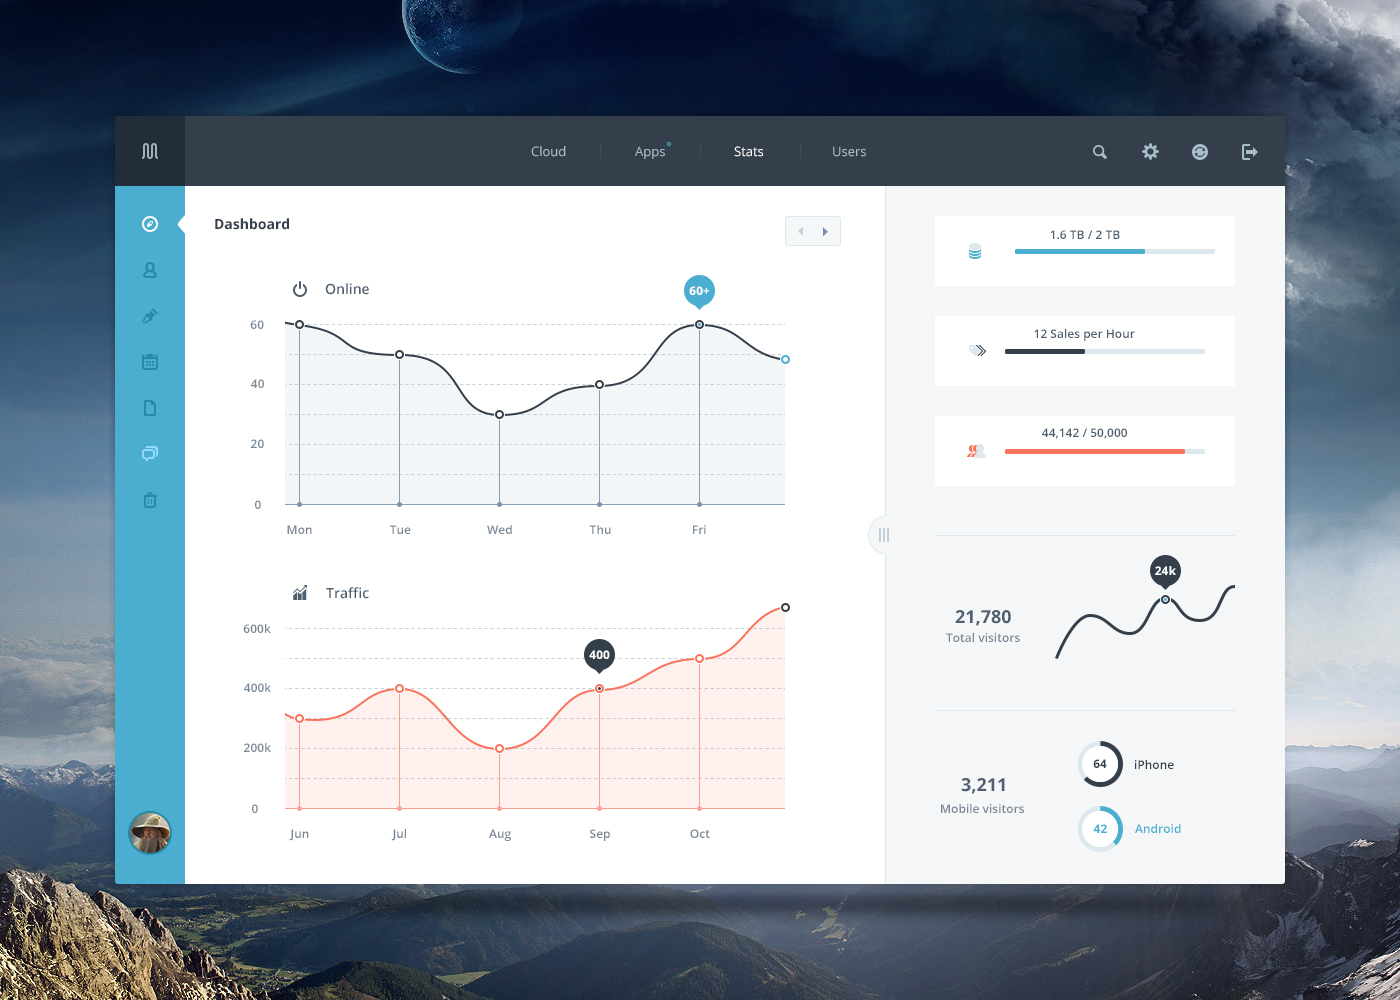 Cloud
Apps
Stats
Users
Dashboard
Online
60+
60
40
20
0
Mon
Tue
Wed
Thu
Fri
Traffic
600k
400
400k
200k
0
Jun
Jul
Aug
Sep
Oct
1.6 TB / 2 TB
12 Sales per Hour
44,142 / 50,000
24k
21,780
Total visitors
64
iPhone
3,211
Mobile visitors
42
Android